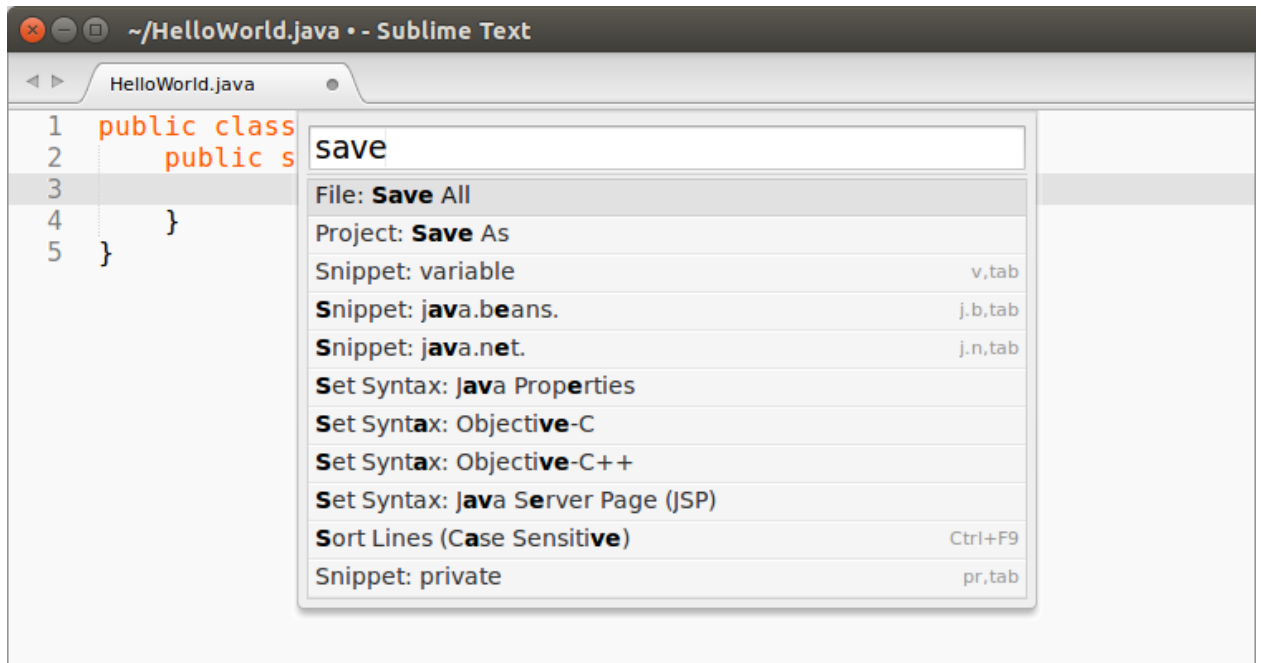 ~/HelloWorld.java • - Sublime Text
HelloWorld.java
1 public class
2 public s
3
4 }
5 }
save
File: Save All
Project: Save As
Snippet: variable v,tab
Snippet: java.beans. j.b,tab
Snippet: java.net. j.n,tab
Set Syntax: Java Properties
Set Syntax: Objective-C
Set Syntax: Objective-C++
Set Syntax: Java Server Page (JSP)
Sort Lines (Case Sensitive) Ctrl+F9
Snippet: private pr,tab